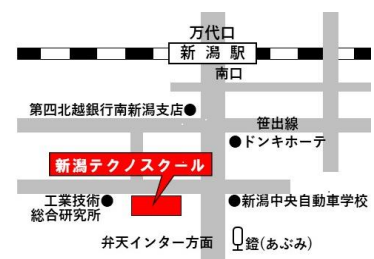 万代口
新潟駅
南口
第四北越銀行南新潟支店●
笹出線
●ドンキホーテ
新潟テクノスクール
工業技術●
総合研究所
●新潟中央自動車学校
弁天インター方面
鐙(あぶみ)